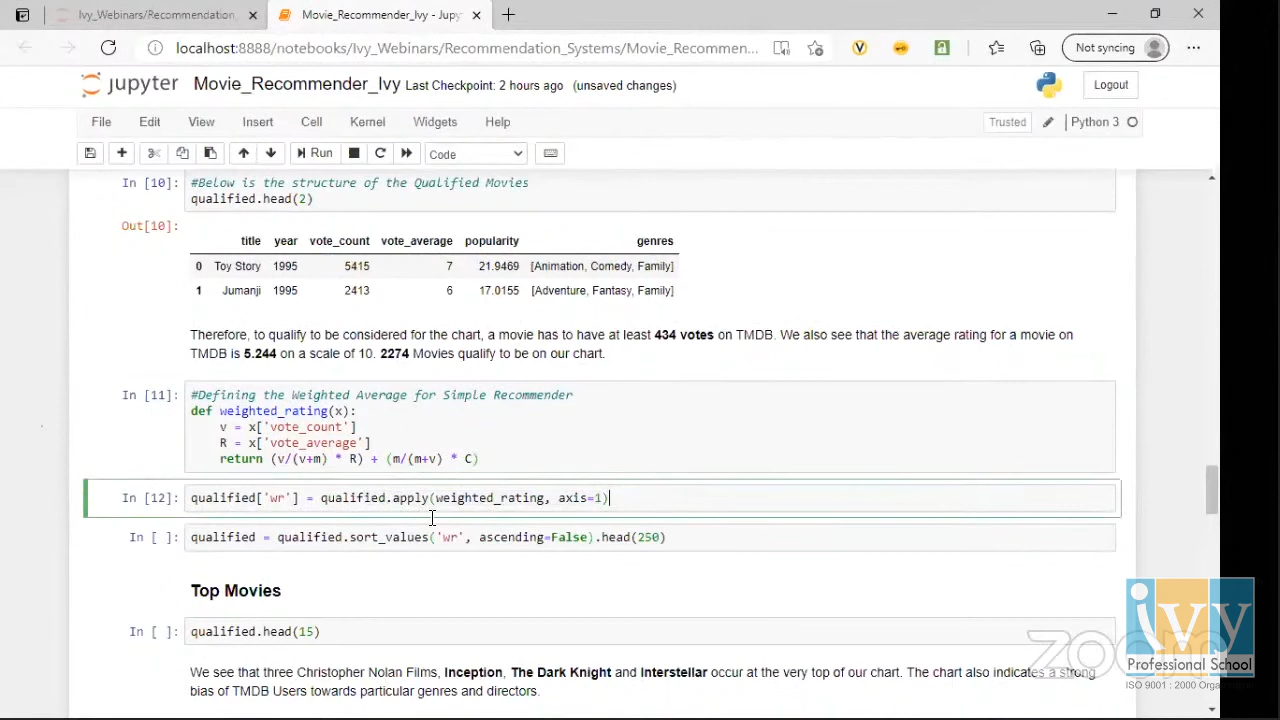 Ivy_Webinars/Recommendation_
Movie_Recommender_Ivy - Jupy
localhost:8888/notebooks/Ivy_Webinars/Recommendation_Systems/Movie_Recommen...
Not syncing
jupyter Movie_Recommender_Ivy Last Checkpoint: 2 hours ago (unsaved changes)
Logout
File Edit View Insert Cell Kernel Widgets Help
Trusted Python 3
Run Code
In [10]: #Below is the structure of the Qualified Movies
qualified.head(2)
Out[10]:
title year vote_count vote_average popularity genres
0 Toy Story 1995 5415 7 21.9469 [Animation, Comedy, Family]
1 Jumanji 1995 2413 6 17.0155 [Adventure, Fantasy, Family]
Therefore, to qualify to be considered for the chart, a movie has to have at least 434 votes on TMDB. We also see that the average rating for a movie on
TMDB is 5.244 on a scale of 10. 2274 Movies qualify to be on our chart.
In [11]: #Defining the Weighted Average for Simple Recommender
def weighted_rating(x):
v = x['vote_count']
R = x['vote_average']
return (v/(v+m) * R) + (m/(m+v) * C)
In [12]: qualified['wr'] = qualified.apply(weighted_rating, axis=1)
In [ ]: qualified = qualified.sort_values('wr', ascending=False).head(250)
Top Movies
In [ ]: qualified.head(15)
We see that three Christopher Nolan Films, Inception, The Dark Knight and Interstellar occur at the very top of our chart. The chart also indicates a strong
bias of TMDB Users towards particular genres and directors.
zoom
ivy
Professional School
ISO 9001 : 2000